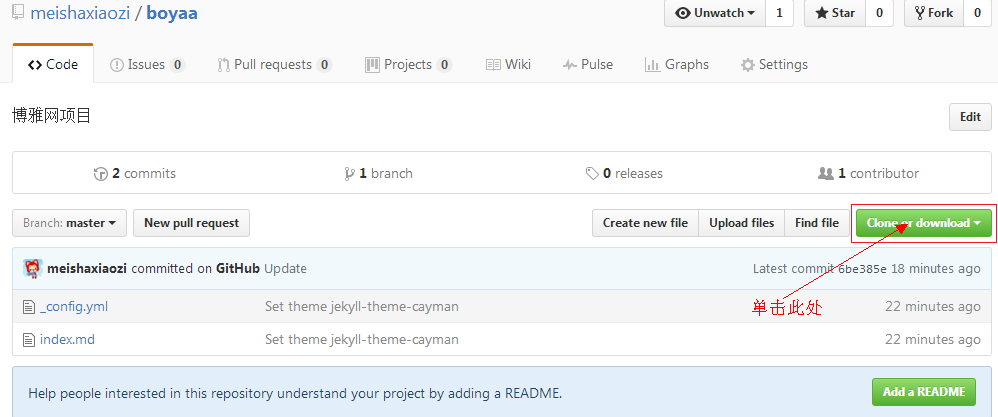 meishaxiaozi / boyaa Unwatch 1 Star 0 Fork 0
Code Issues 0 Pull requests 0 Projects 0 Wiki Pulse Graphs Settings
博雅网项目 Edit
2 commits 1 branch 0 releases 1 contributor
Branch: master New pull request Create new file Upload files Find file Clone or download
meishaxiaozi committed on GitHub Update Latest commit 6be385e 18 minutes ago
_config.yml Set theme jekyll-theme-cayman 22 minutes ago
单击此处
index.md Set theme jekyll-theme-cayman 22 minutes ago
Help people interested in this repository understand your project by adding a README. Add a README